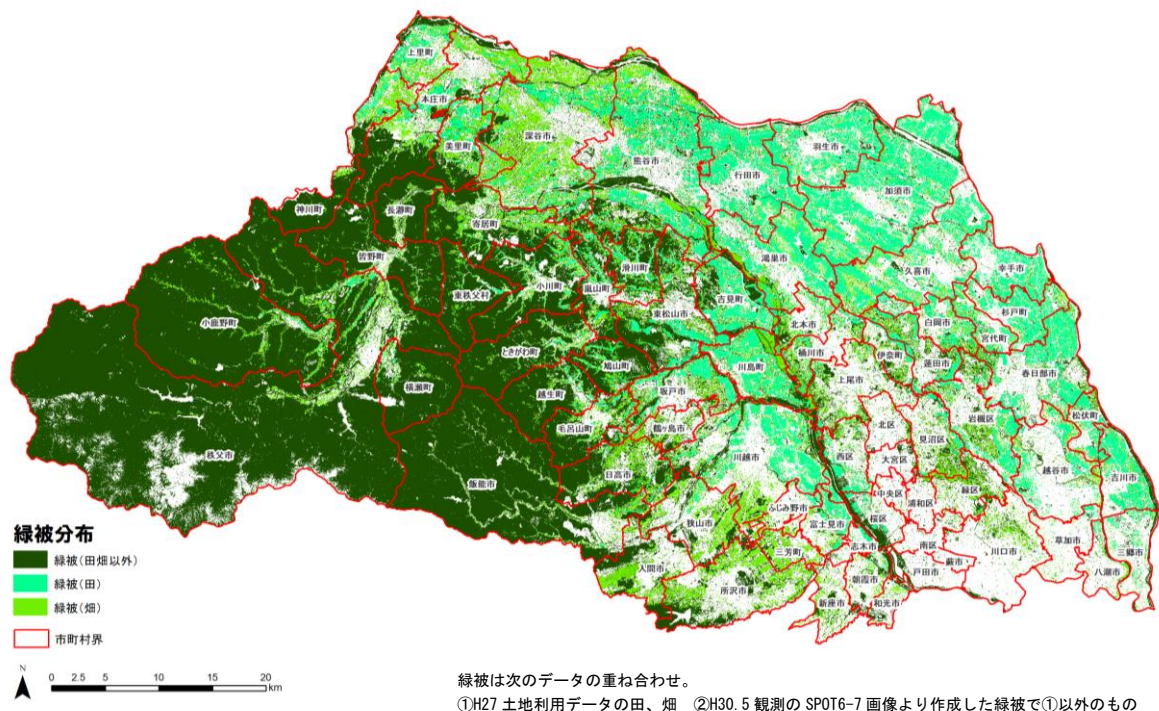 上里町
本庄市
美里町
深谷市
熊谷市
行田市
羽生市
加須市
神川町
長瀞町
寄居町
皆野町
東秩父村
小川町
嵐山町
滑川町
東松山市
吉見町
鴻巣市
久喜市
幸手市
杉戸町
宮代町
白岡市
北本市
桶川市
伊奈町
蓮田市
春日部市
小鹿野町
ときがわ町
鳩山町
川島町
上尾市
岩槻区
松伏町
横瀬町
越生町
坂戸市
毛呂山町
鶴ヶ島市
北区
見沼区
西区
大宮区
越谷市
吉川市
秩父市
飯能市
日高市
川越市
中央区
浦和区
緑区
桜区
狭山市
ふじみ野市
富士見市
三芳町
志木市
南区
川口市
草加市
三郷市
八潮市
蕨市
戸田市
入間市
所沢市
朝霞市
新座市
和光市
緑被分布
緑被(田畑以外)
緑被(田)
緑被(畑)
市町村界
N
0 2.5 5 10 15 20
km
緑被は次のデータの重ね合わせ。
①H27 土地利用データの田、畑 ②H30.5 観測の SPOT6-7 画像より作成した緑被で①以外のもの